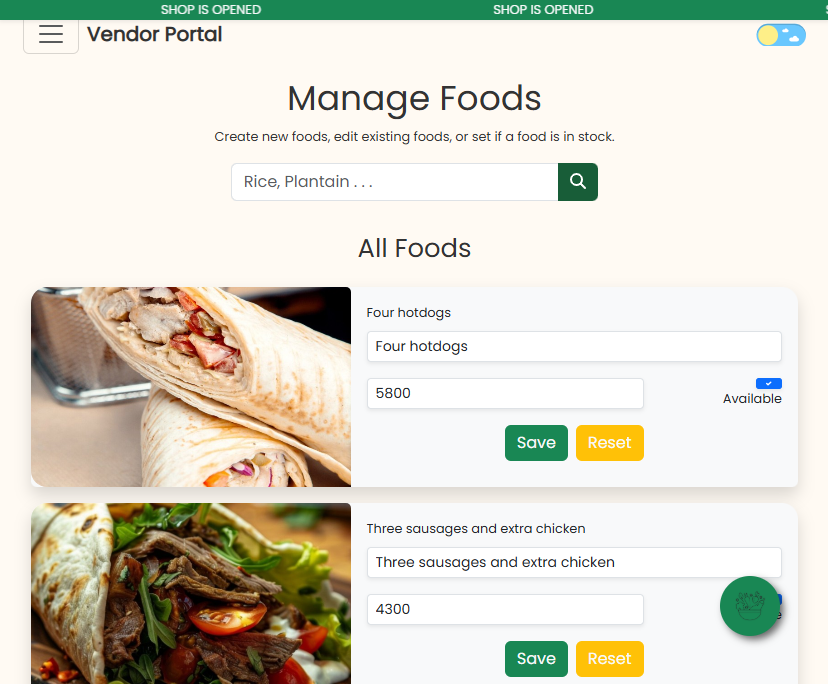 SHOP IS OPENED SHOP IS OPENED
Vendor Portal
Manage Foods
Create new foods, edit existing foods, or set if a food is in stock.
Rice, Plantain . . .
All Foods
Four hotdogs
Four hotdogs
5800
Available
Save Reset
Three sausages and extra chicken
Three sausages and extra chicken
4300
Save Reset